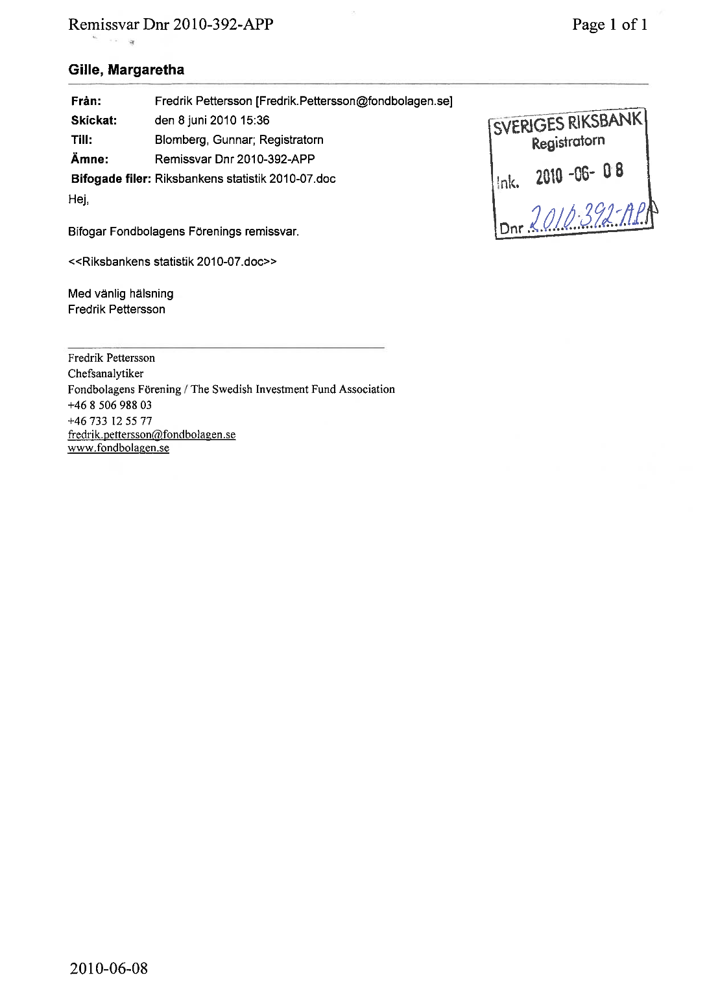 Remissvar Dnr 2010-392-APP Page 1 of 1
Gille, Margaretha
Från: Fredrik Pettersson [Fredrik.Pettersson@fondbolagen.se]
Skickat: den 8 juni 2010 15:36
Till: Blomberg, Gunnar; Registratorn
Ämne: Remissvar Dnr 2010-392-APP
Bifogade filer: Riksbankens statistik 2010-07.doc
SVERIGES RIKSBANK
Registratorn
Ink. 2010 -06- 08
Dnr 2010-392-APP
Hej,
Bifogar Fondbolagens Förenings remissvar.
<<Riksbankens statistik 2010-07.doc>>
Med vänlig hälsning
Fredrik Pettersson
Fredrik Pettersson
Chefsanalytiker
Fondbolagens Förening / The Swedish Investment Fund Association
+46 8 506 988 03
+46 733 12 55 77
fredrik.pettersson@fondbolagen.se
www.fondbolagen.se
2010-06-08